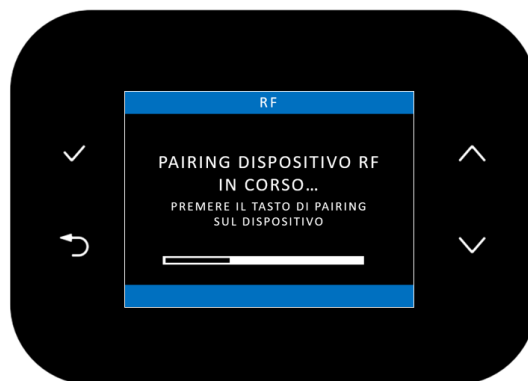 RF
PAIRING DISPOSITIVO RF
IN CORSO...
PREMERE IL TASTO DI PAIRING
SUL DISPOSITIVO